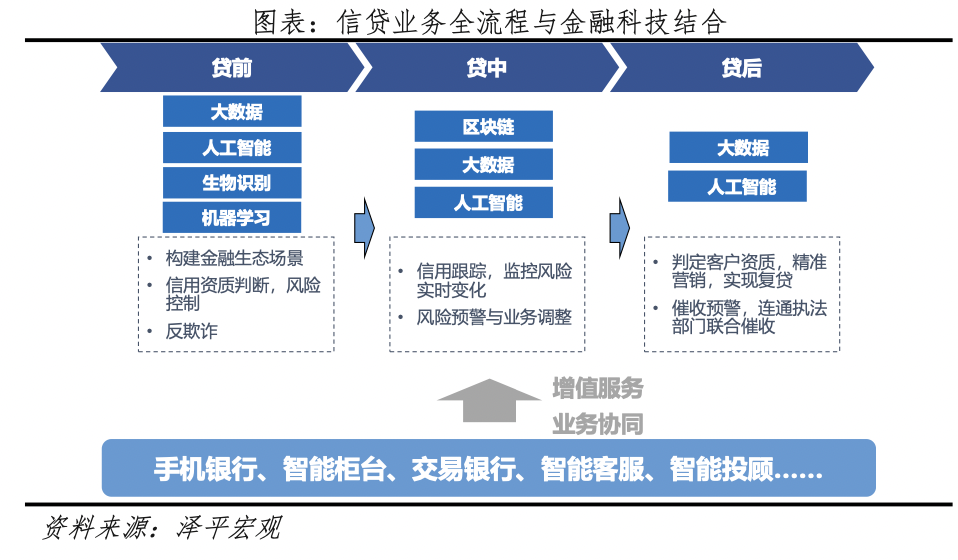 图表：信贷业务全流程与金融科技结合
贷前
贷中
贷后
大数据
人工智能
生物识别
机器学习
• 构建金融生态场景
• 信用资质判断，风险
控制
• 反欺诈
区块链
大数据
人工智能
• 信用跟踪，监控风险
实时变化
• 风险预警与业务调整
大数据
人工智能
• 判定客户资质，精准
营销，实现复贷
• 催收预警，连通执法
部门联合催收
增值服务
业务协同
手机银行、智能柜台、交易银行、智能客服、智能投顾......
资料来源：泽平宏观